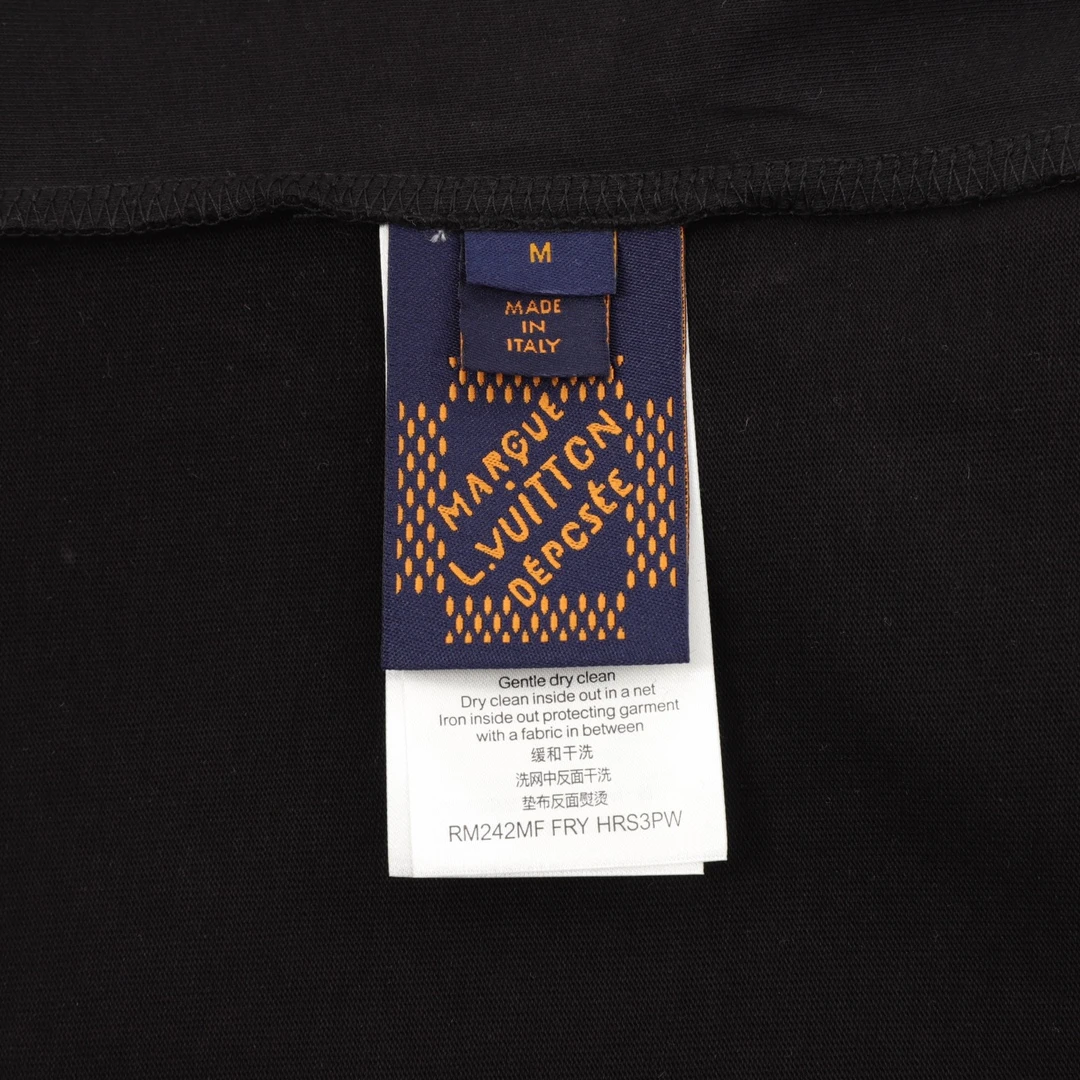 M
MADE
IN
ITALY
MARQUE
L.VUITTON
DÉPOSÉE
Gentle dry clean
Dry clean inside out in a net
Iron inside out protecting garment
with a fabric in between
缓和干洗
洗网中反面干洗
垫布反面熨烫
RM242MF FRY HRS3PW